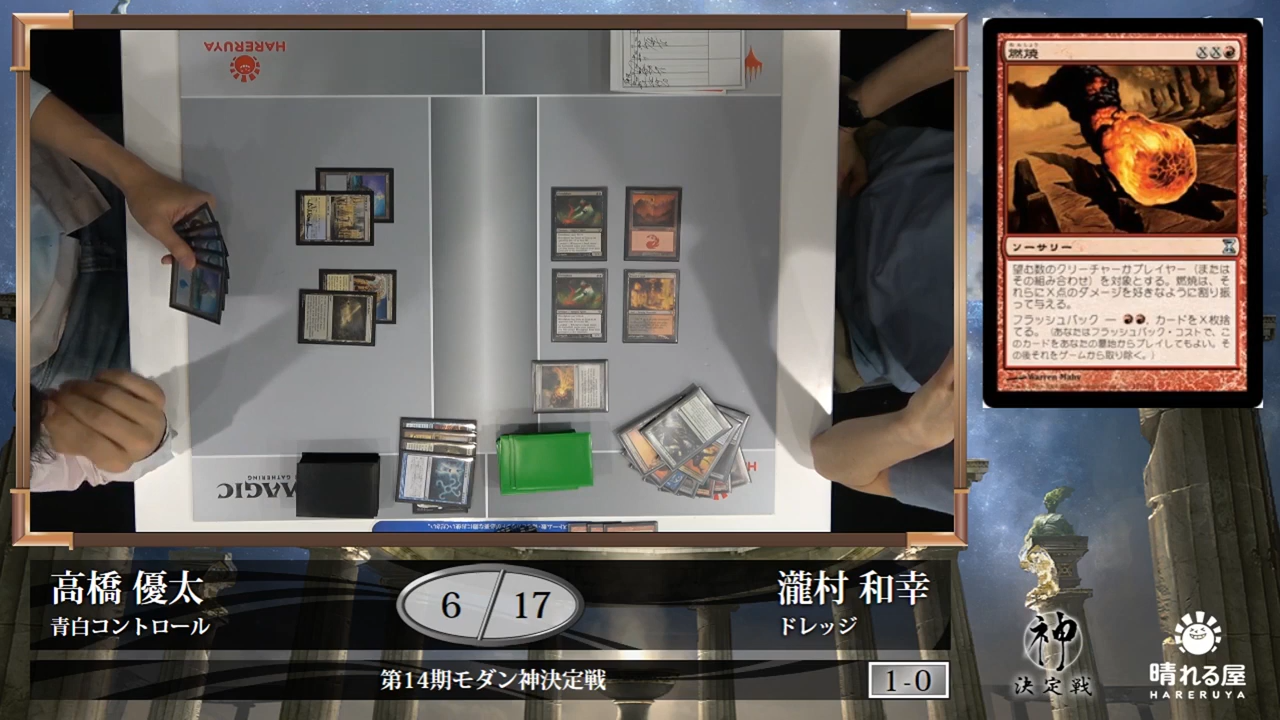 HARERUYA
燃焼
ソーサリー
望む数のクリーチャーかプレイヤー（または
その組み合わせ）を対象とする。燃焼は、そ
れらにX点のダメージを好きなように割り振
って与える。
フラッシュバック ― , カードをX枚捨
てる。（あなたはフラッシュバック・コストで、こ
のカードをあなたの墓地からプレイしてもよい。そ
の後それをゲームから取り除く。）
MAGIC
GATHERING
高橋 優太
青白コントロール
6 / 17
瀧村 和幸
ドレッジ
第14期モダン神決定戦
1-0
神
決定戦
晴れる屋
HARERUYA